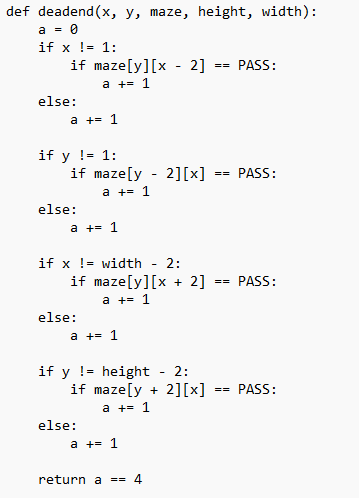 def deadend(x, y, maze, height, width):
    a = 0
    if x != 1:
        if maze[y][x - 2] == PASS:
            a += 1
    else:
        a += 1

    if y != 1:
        if maze[y - 2][x] == PASS:
            a += 1
    else:
        a += 1

    if x != width - 2:
        if maze[y][x + 2] == PASS:
            a += 1
    else:
        a += 1

    if y != height - 2:
        if maze[y + 2][x] == PASS:
            a += 1
    else:
        a += 1

    return a == 4